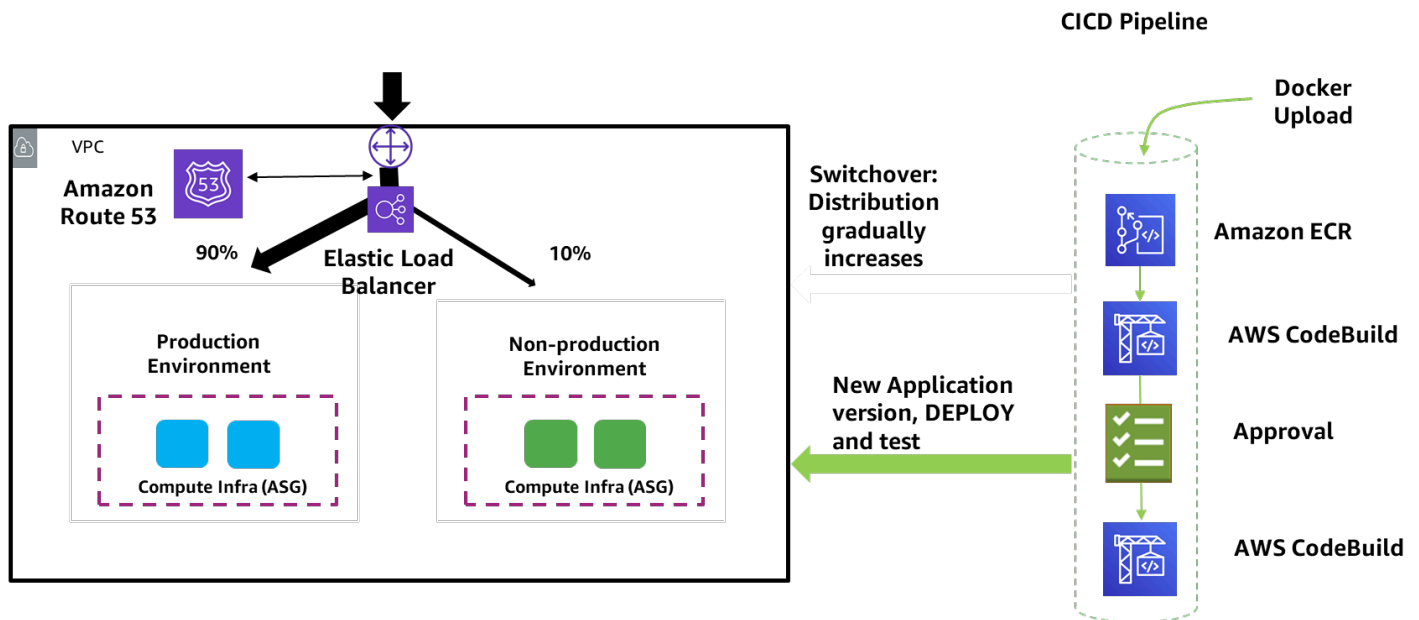 CICD Pipeline
Docker
Upload
VPC
Amazon
Route 53
53
Switchover:
Distribution
gradually
increases
Amazon ECR
90%
Elastic Load
Balancer
10%
Production
Environment
Non-production
Environment
AWS CodeBuild
New Application
version, DEPLOY
and test
Approval
Compute Infra (ASG)
Compute Infra (ASG)
AWS CodeBuild